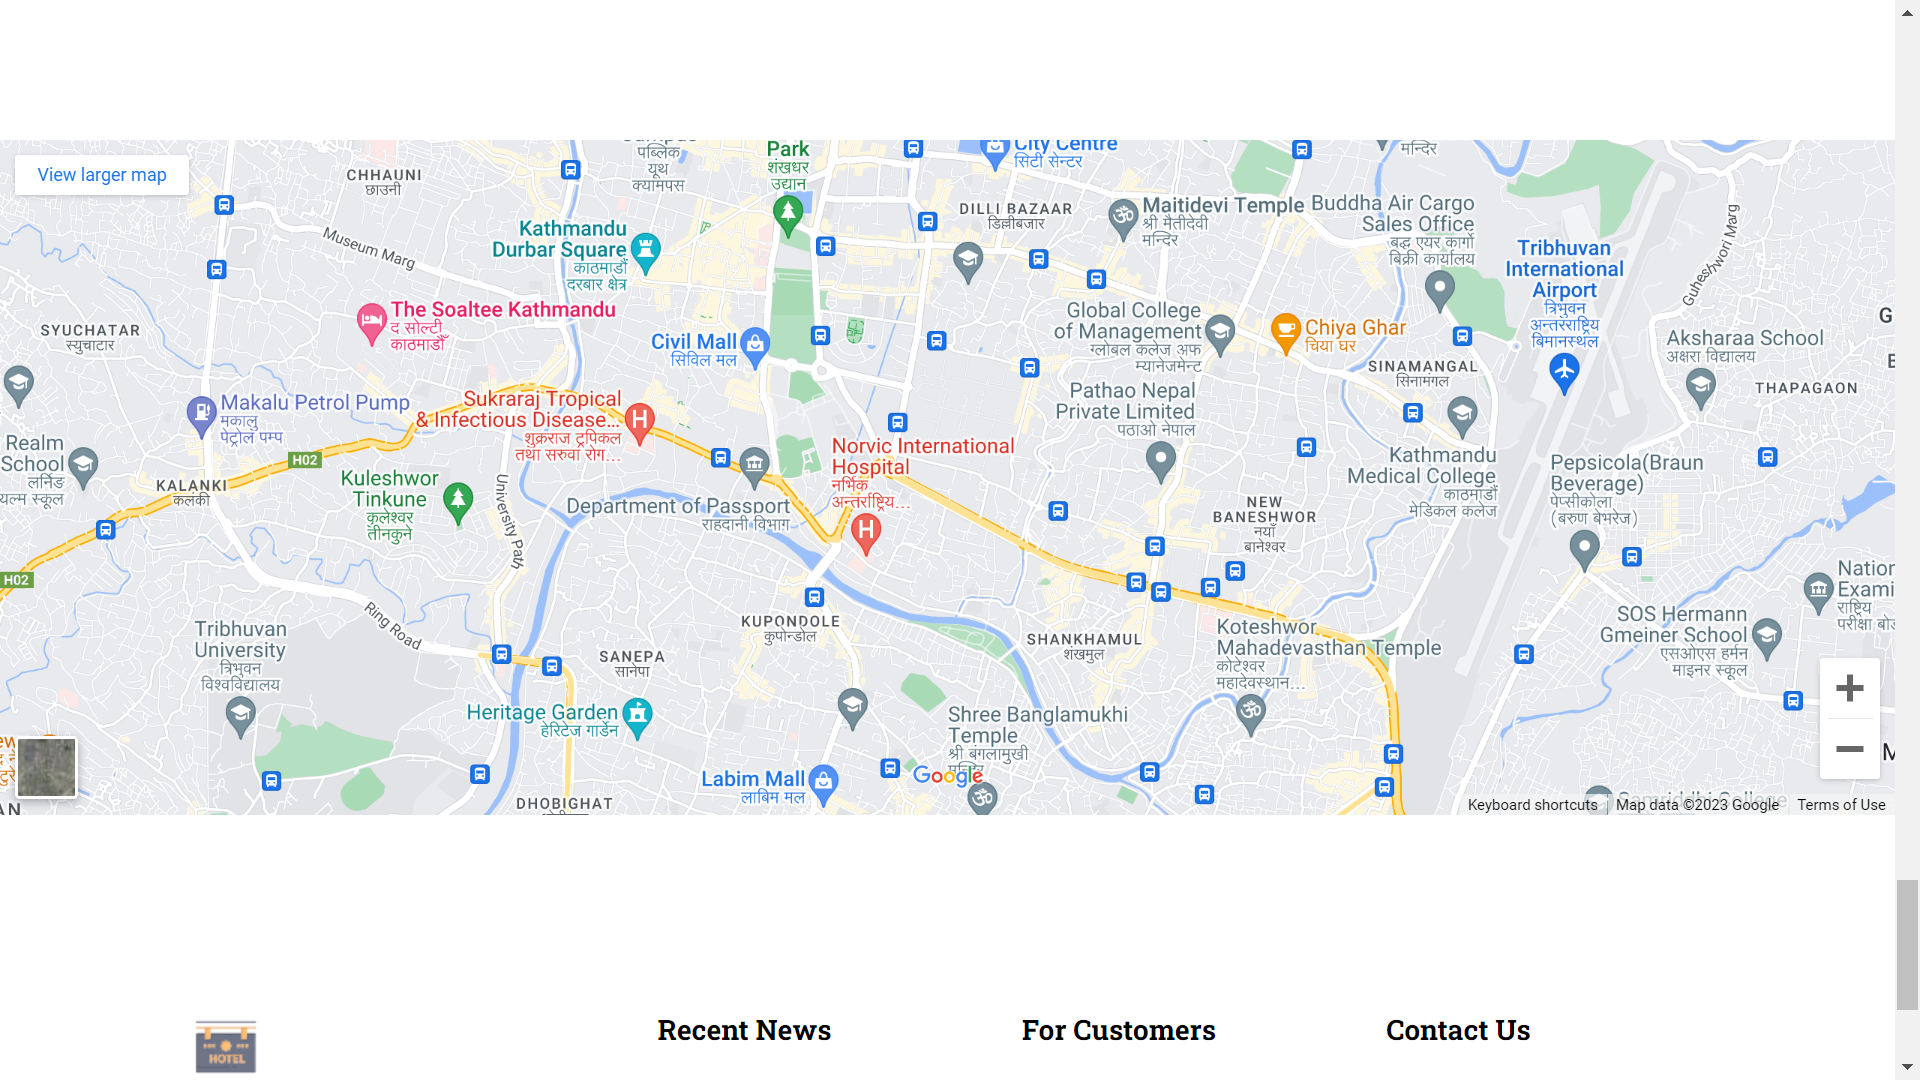 View larger map
CHHAUNI
छाउनी
पब्लिक
यूथ
क्याम्पस
Park
शंखधर
उद्यान
City Centre
सिटी सेन्टर
मन्दिर
DILLI BAZAAR
डिल्लीबजार
Maitidevi Temple
श्री मैतीदेवी
मन्दिर
Buddha Air Cargo
Sales Office
बुद्ध एयर कार्गो
बिक्री कार्यालय
Kathmandu
Durbar Square
काठमाडौं
दरबार क्षेत्र
Museum Marg
Tribhuvan
International
Airport
त्रिभुवन
अन्तरराष्ट्रिय
बिमानस्थल
Guheshwori Marg
The Soaltee Kathmandu
द सोल्टी
काठमाडौँ
SYUCHATAR
स्युचाटार
Civil Mall
सिविल मल
Global College
of Management
ग्लोबल कलेज अफ
म्यानेजमेन्ट
Chiya Ghar
चिया घर
Aksharaa School
अक्षरा विद्यालय
SINAMANGAL
सिनामंगल
THAPAGAON
Makalu Petrol Pump
मकालु
पेट्रोल पम्प
Sukraraj Tropical
& Infectious Disease...
शुक्रराज ट्रपिकल
तथा सरुवा रोग...
Pathao Nepal
Private Limited
पठाओ नेपाल
Realm
School
लर्निङ
यल्म स्कूल
H02
Norvic International
Hospital
नर्भिक
अन्तर्राष्ट्रिय...
Kathmandu
Medical College
काठमाडौं
मेडिकल कलेज
Pepsicola(Braun
Beverage)
पेप्सीकोला
(बरुण बेभरेज)
KALANKI
कलंकी
Kuleshwor
Tinkune
कुलेश्वर
तीनकुने
University Path
Department of Passport
राहदानी विभाग
NEW
BANESHWOR
नयाँ
बानेश्वर
H02
Ring Road
KUPONDOLE
कुपोन्डोल
SHANKHAMUL
शंखमुल
Koteshwor
Mahadevasthan Temple
कोटेश्वर
महादेवस्थान...
SOS Hermann
Gmeiner School
एसओएस हर्मन
माइनर स्कूल
Nation
Exami
राष्ट्रिय
परीक्षा बोर
Tribhuvan
University
त्रिभुवन
विश्वविद्यालय
SANEPA
सानेपा
Heritage Garden
हेरिटेज गार्डेन
Shree Banglamukhi
Temple
श्री बंगलामुखी
मन्दिर
Labim Mall
लाबिम मल
Google
DHOBIGHAT
Keyboard shortcuts
Map data ©2023 Google
Terms of Use
HOTEL
Recent News
For Customers
Contact Us